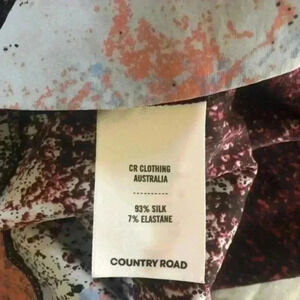 CR CLOTHING
AUSTRALIA
93% SILK
7% ELASTANE
COUNTRY ROAD